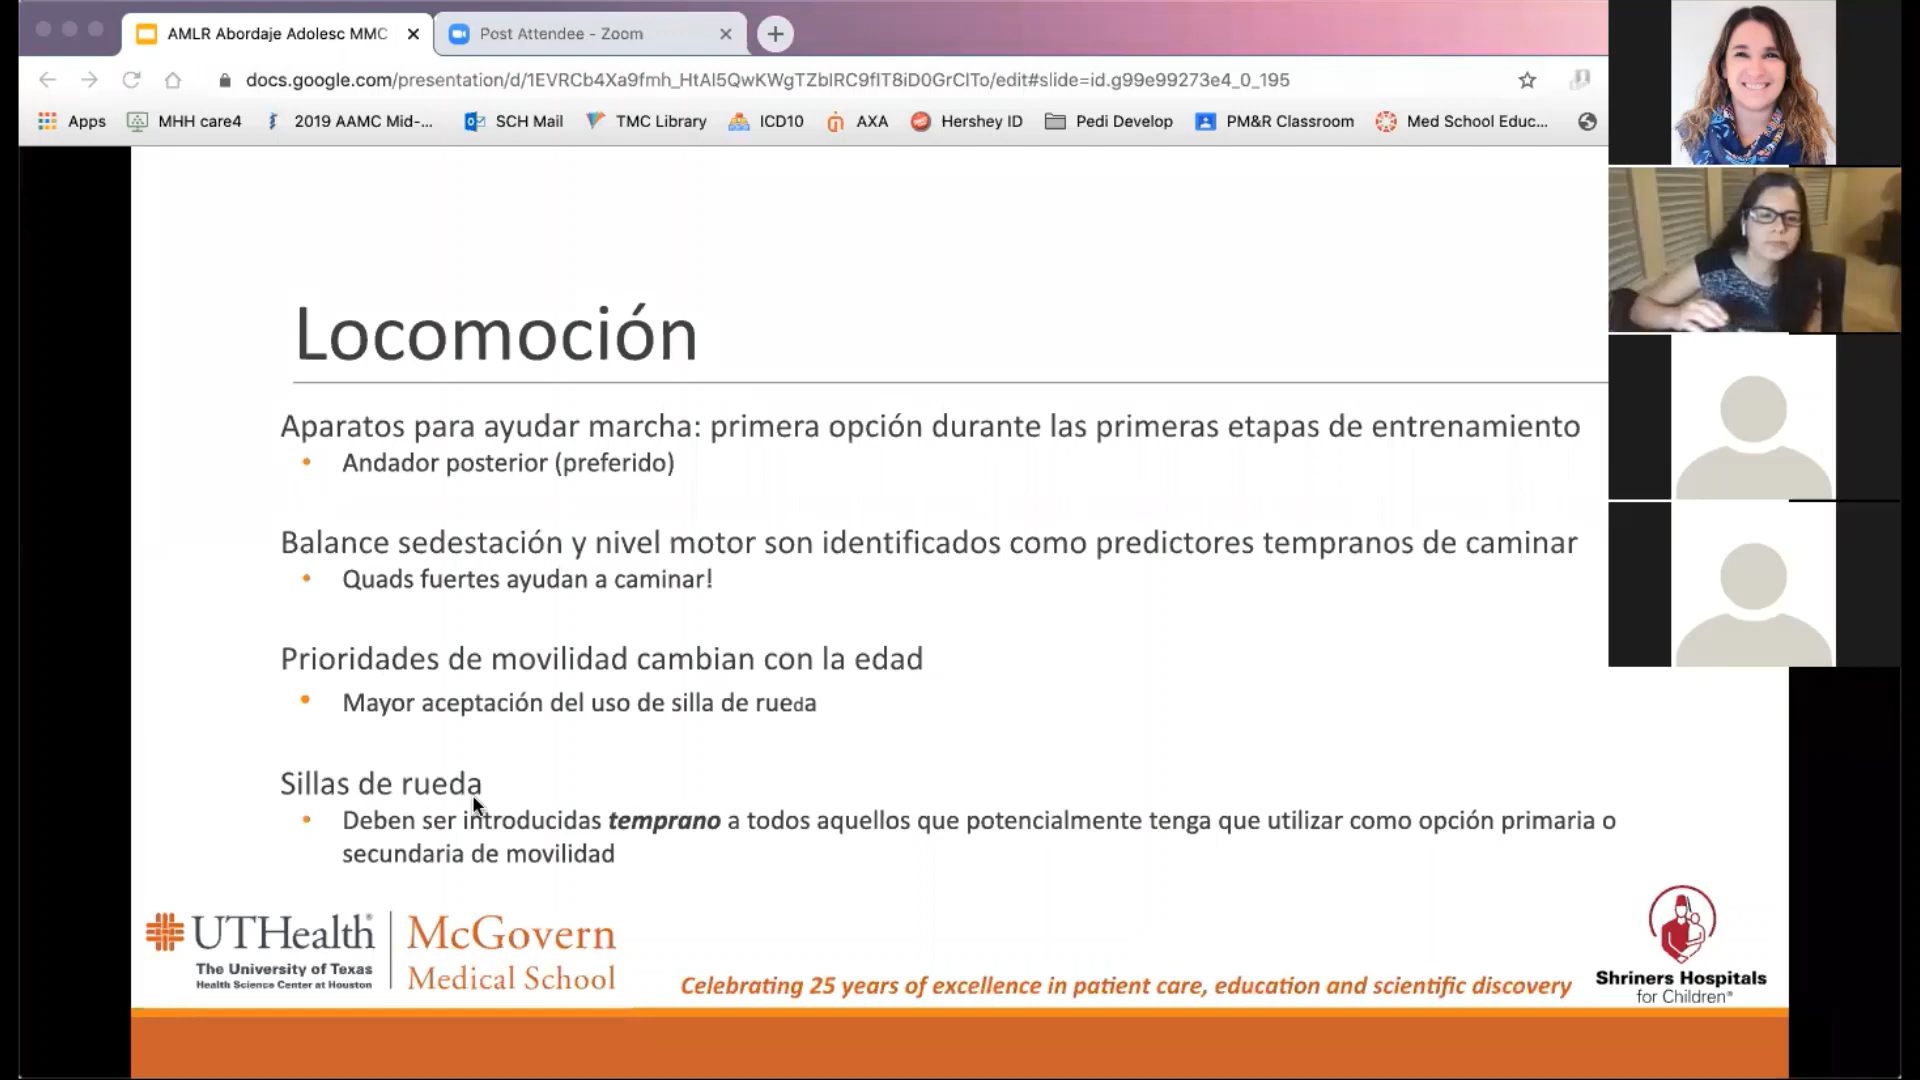 AMLR Abordaje Adolesc MMC
Post Attendee - Zoom
docs.google.com/presentation/d/1EVRCb4Xa9fmh_HtAI5QwKWgTZbIRC9fIT8iD0GrCITo/edit#slide=id.g99e99273e4_0_195
Apps MHH care4 2019 AAMC Mid-... SCH Mail TMC Library ICD10 AXA Hershey ID Pedi Develop PM&R Classroom Med School Educ...
Locomoción
Aparatos para ayudar marcha: primera opción durante las primeras etapas de entrenamiento
• Andador posterior (preferido)
Balance sedestación y nivel motor son identificados como predictores tempranos de caminar
• Quads fuertes ayudan a caminar!
Prioridades de movilidad cambian con la edad
• Mayor aceptación del uso de silla de rueda
Sillas de rueda
• Deben ser introducidas temprano a todos aquellos que potencialmente tenga que utilizar como opción primaria o
secundaria de movilidad
UTHealth®
The University of Texas
Health Science Center at Houston
McGovern
Medical School
Celebrating 25 years of excellence in patient care, education and scientific discovery
Shriners Hospitals
for Children®